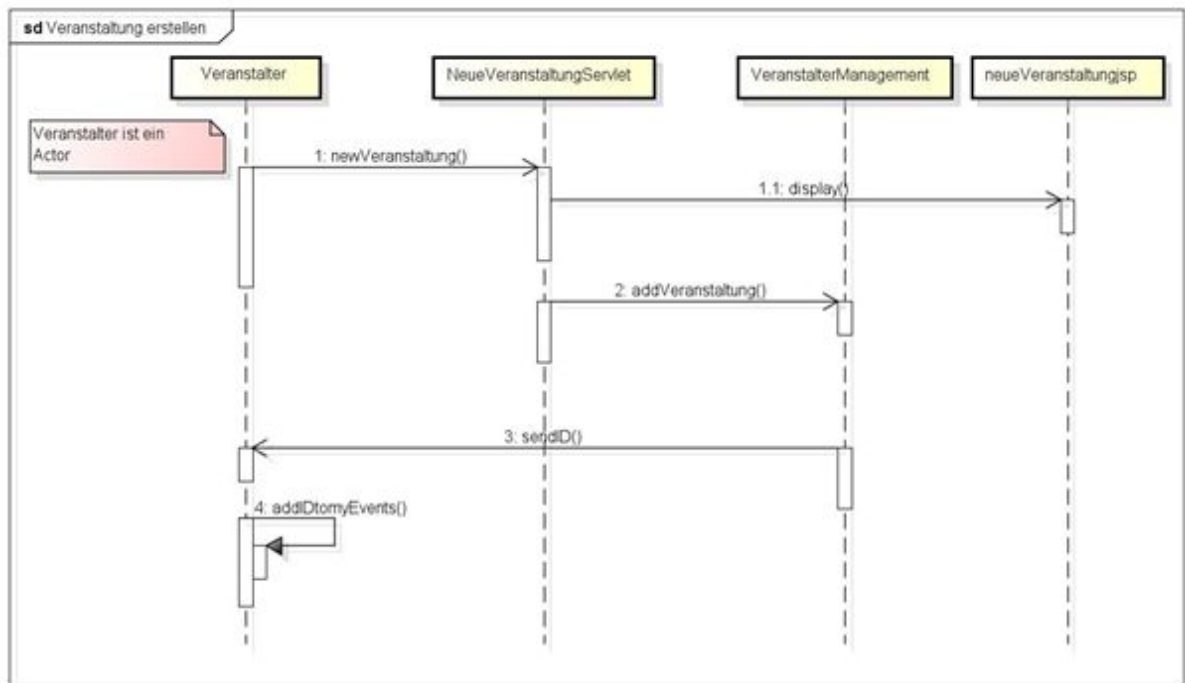 sd Veranstaltung erstellen
Veranstalter
NeueVeranstaltungServlet
VeranstalterManagement
neueVeranstaltungjsp
Veranstalter ist ein
Actor
1: newVeranstaltung()
1.1: display()
2: addVeranstaltung()
3: sendID()
4: addIDtomyEvents()